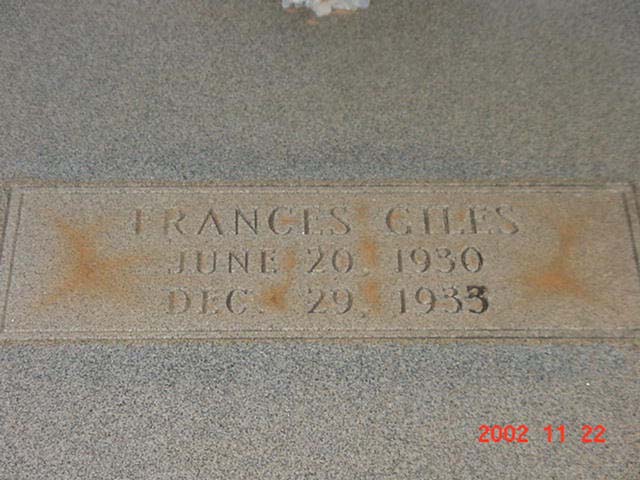 FRANCES GILES
JUNE 20, 1930
DEC. 29, 1933
2002 11 22